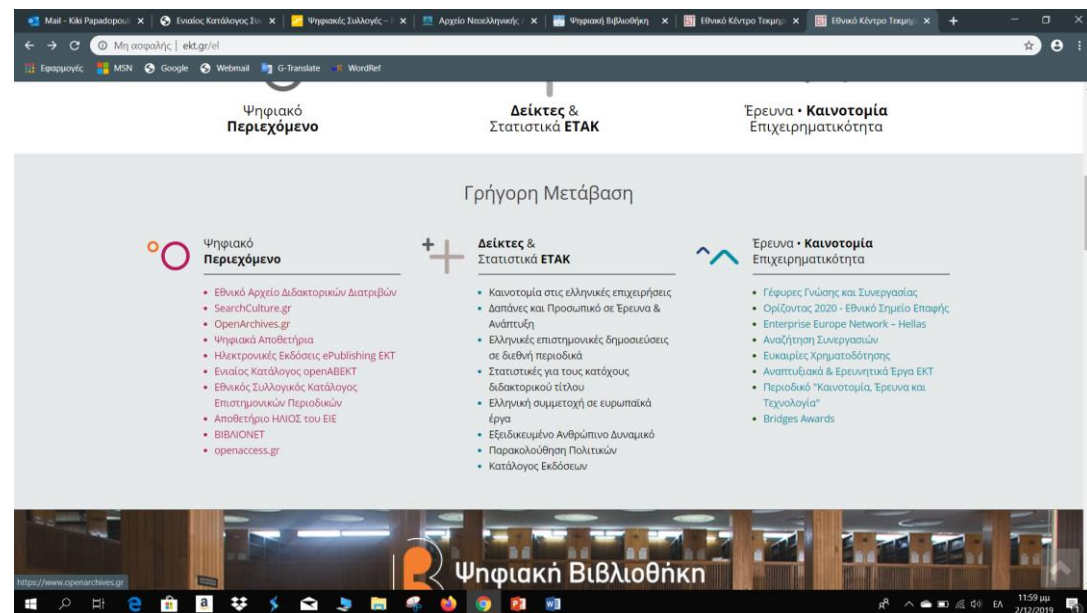 Mail - Kiki Papadopoul
Ενιαίος Κατάλογος Συλ
Ψηφιακές Συλλογές –
Αρχείο Νεοελληνικής
Ψηφιακή Βιβλιοθήκη
Εθνικό Κέντρο Τεκμηρ
Εθνικό Κέντρο Τεκμηρ
Μη ασφαλής | ekt.gr/el
Εφαρμογές MSN Google Webmail G-Translate WordRef
Ψηφιακό
Περιεχόμενο
Δείκτες &
Στατιστικά ΕΤΑΚ
Έρευνα • Καινοτομία
Επιχειρηματικότητα
Γρήγορη Μετάβαση
Ψηφιακό
Περιεχόμενο
• Εθνικό Αρχείο Διδακτορικών Διατριβών
• SearchCulture.gr
• OpenArchives.gr
• Ψηφιακά Αποθετήρια
• Ηλεκτρονικές Εκδόσεις ePublishing ΕΚΤ
• Ενιαίος Κατάλογος openABEKT
• Εθνικός Συλλογικός Κατάλογος
Επιστημονικών Περιοδικών
• Αποθετήριο ΗΛΙΟΣ του ΕΙΕ
• ΒΙΒΛΙΟΝΕΤ
• openaccess.gr
Δείκτες &
Στατιστικά ΕΤΑΚ
• Καινοτομία στις ελληνικές επιχειρήσεις
• Δαπάνες και Προσωπικό σε Έρευνα &
Ανάπτυξη
• Ελληνικές επιστημονικές δημοσιεύσεις
σε διεθνή περιοδικά
• Στατιστικές για τους κατόχους
διδακτορικού τίτλου
• Ελληνική συμμετοχή σε ευρωπαϊκά
έργα
• Εξειδικευμένο Ανθρώπινο Δυναμικό
• Παρακολούθηση Πολιτικών
• Κατάλογος Εκδόσεων
Έρευνα • Καινοτομία
Επιχειρηματικότητα
• Γέφυρες Γνώσης και Συνεργασίας
• Ορίζοντας 2020 - Εθνικό Σημείο Επαφής
• Enterprise Europe Network – Hellas
• Αναζήτηση Συνεργασιών
• Ευκαιρίες Χρηματοδότησης
• Αναπτυξιακά & Ερευνητικά Έργα ΕΚΤ
• Περιοδικό "Καινοτομία, Έρευνα και
Τεχνολογία"
• Bridges Awards
Ψηφιακή Βιβλιοθήκη
https://www.openarchives.gr
ΕΛ
11:59 μμ
2/12/2019